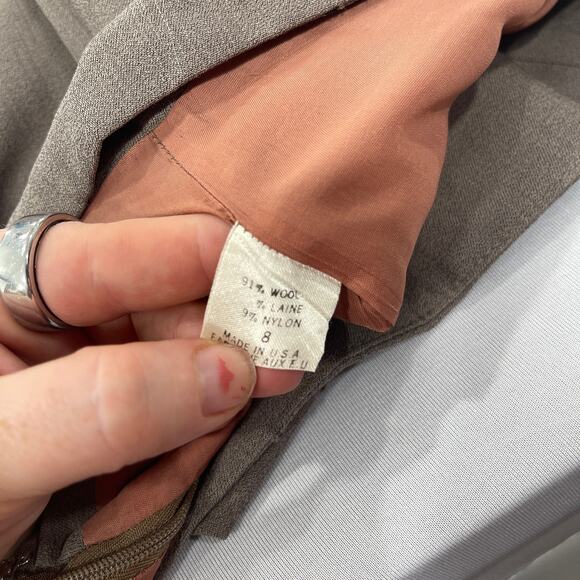 91% WOOL
% LAINE
9% NYLON
8
MADE IN U.S.A
AUX E.U